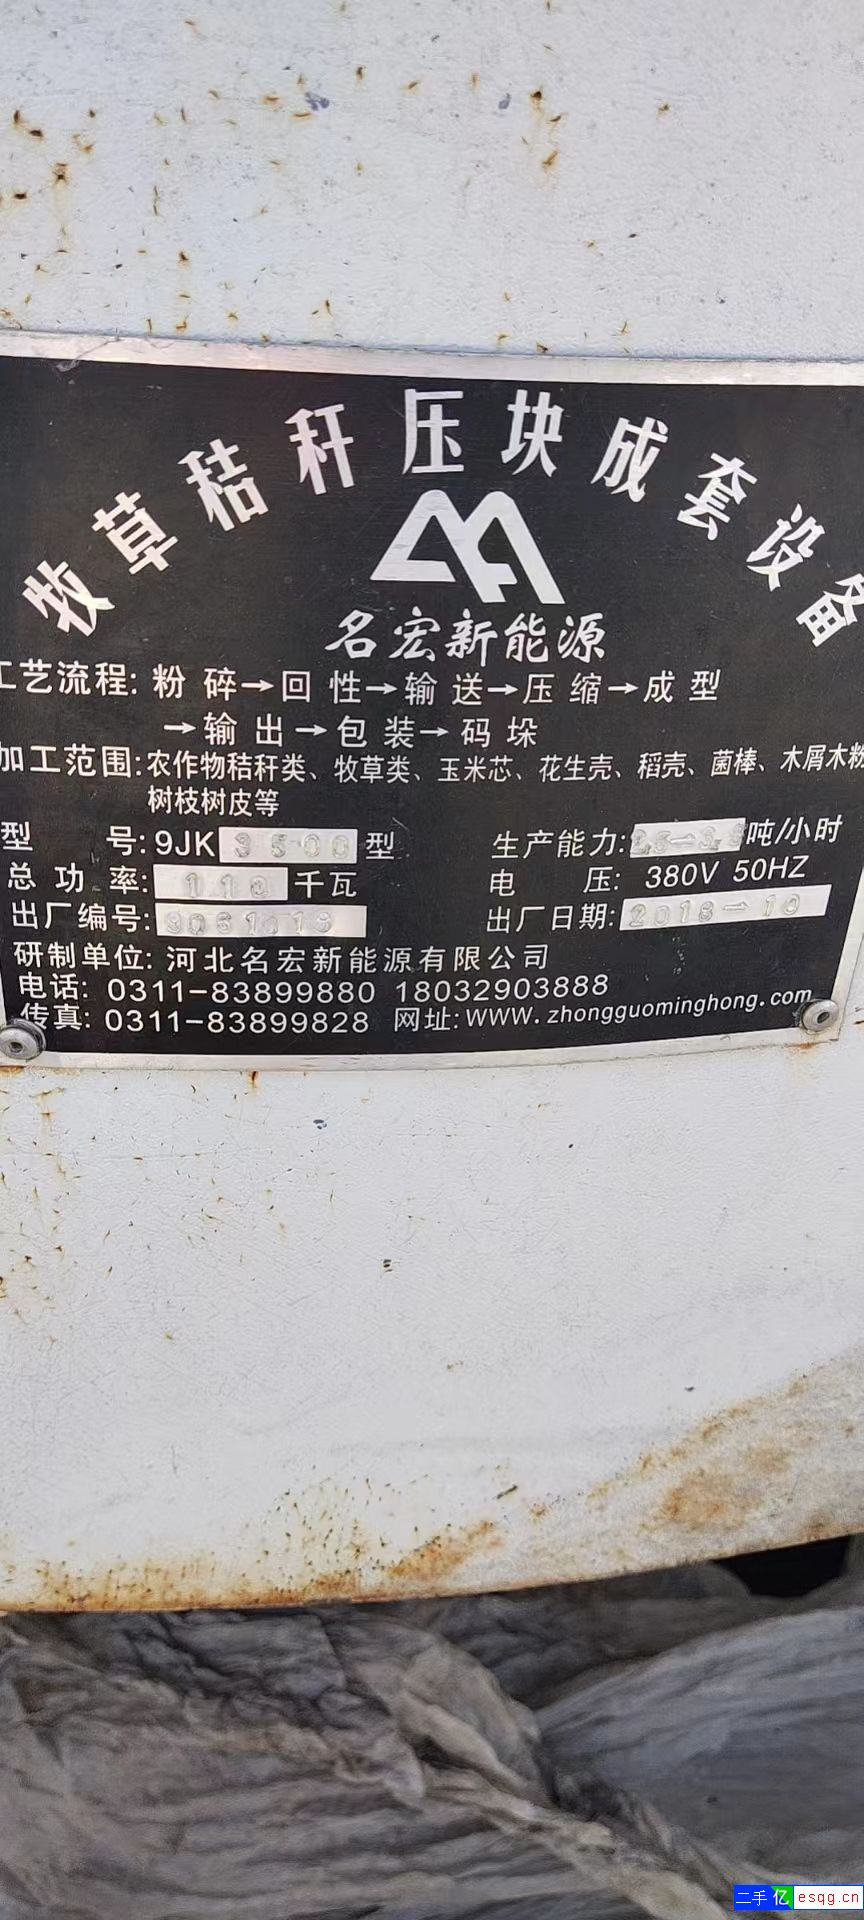 牧草秸秆压块成套设备
名宏新能源
工艺流程: 粉碎→回性→输送→压缩→成型
→输出→包装→码垛
加工范围:农作物秸秆类、牧草类、玉米芯、花生壳、稻壳、菌棒、木屑木粉
树枝树皮等
型号:9JK 3500 型 生产能力: 吨/小时
总功率: 110 千瓦 电压: 380V 50HZ
出厂编号: 出厂日期: 2018-10
研制单位: 河北名宏新能源有限公司
电话: 0311-83899880 18032903888
传真: 0311-83899828 网址:WWW.zhongguominghong.com
二手亿 esqg.cn